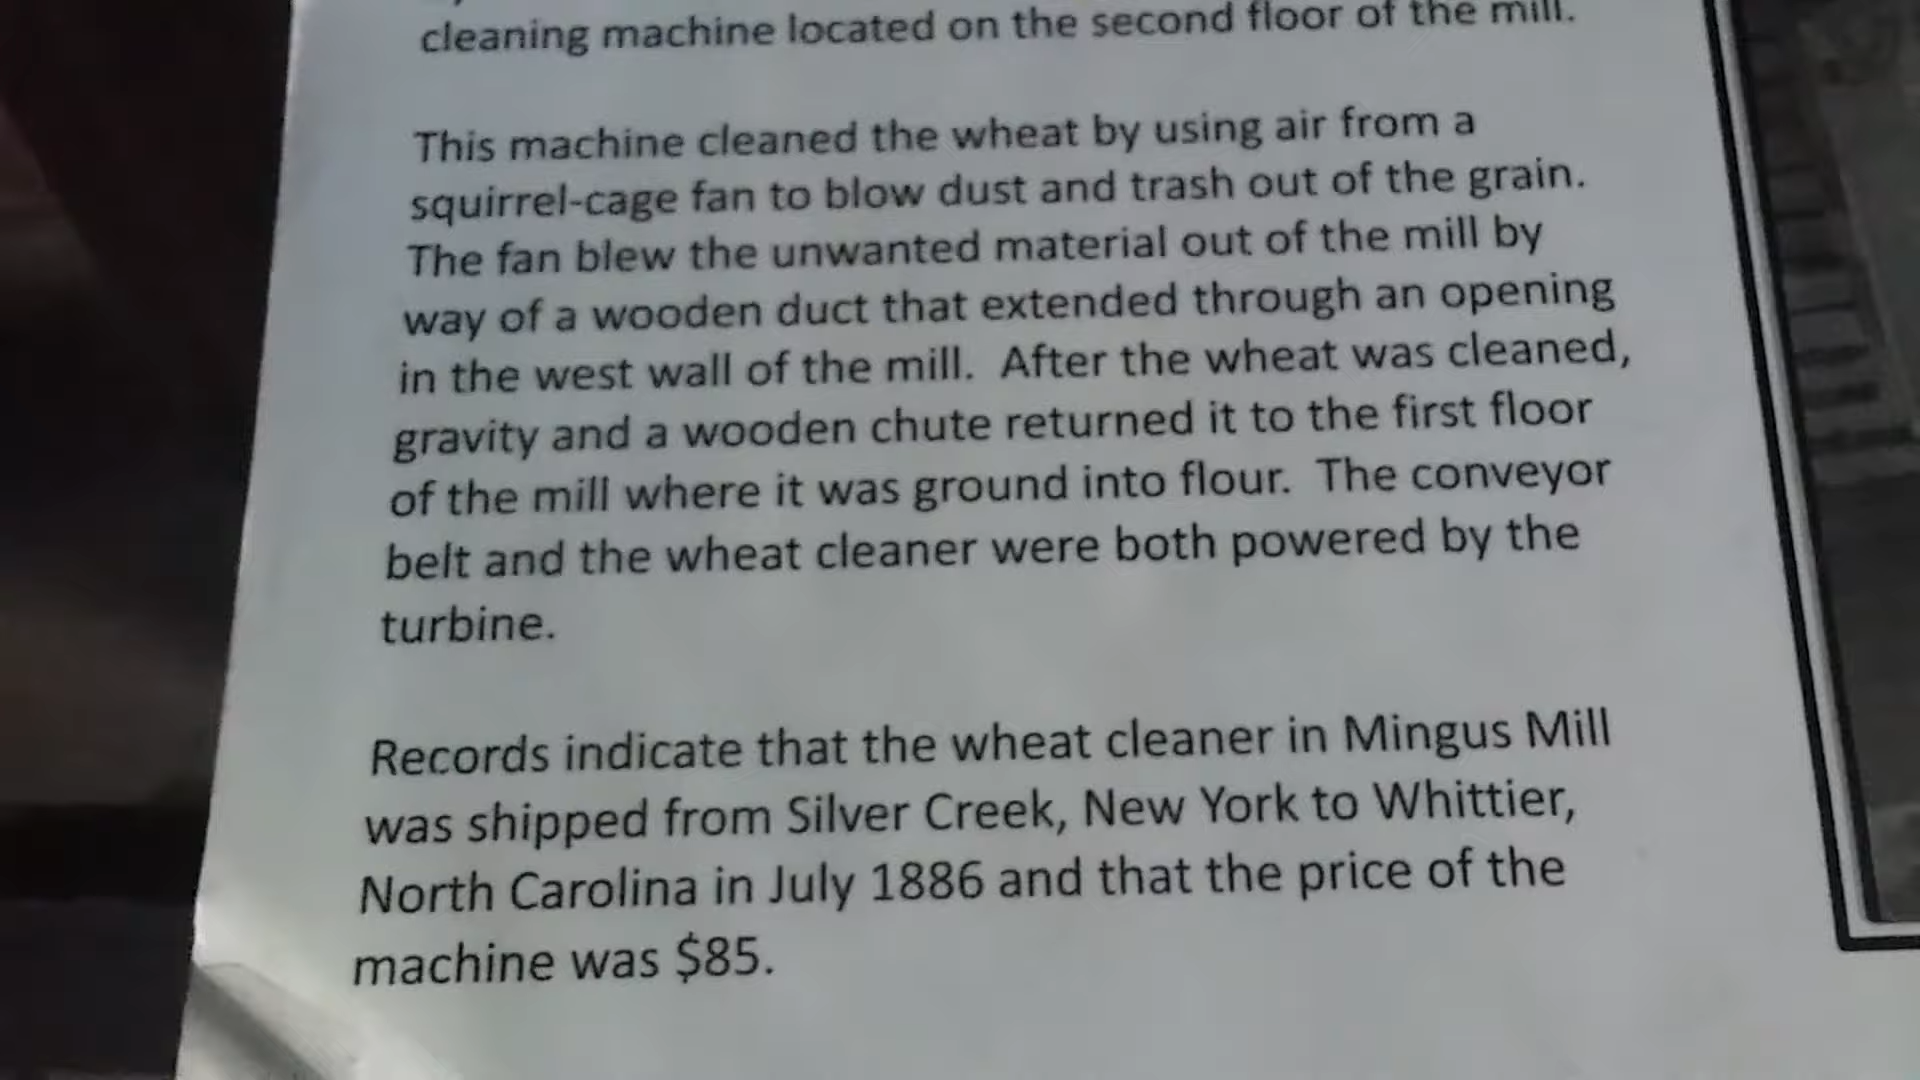 cleaning machine located on the second floor of the mill.
This machine cleaned the wheat by using air from a
squirrel-cage fan to blow dust and trash out of the grain.
The fan blew the unwanted material out of the mill by
way of a wooden duct that extended through an opening
in the west wall of the mill.  After the wheat was cleaned,
gravity and a wooden chute returned it to the first floor
of the mill where it was ground into flour.  The conveyor
belt and the wheat cleaner were both powered by the
turbine.
Records indicate that the wheat cleaner in Mingus Mill
was shipped from Silver Creek, New York to Whittier,
North Carolina in July 1886 and that the price of the
machine was $85.